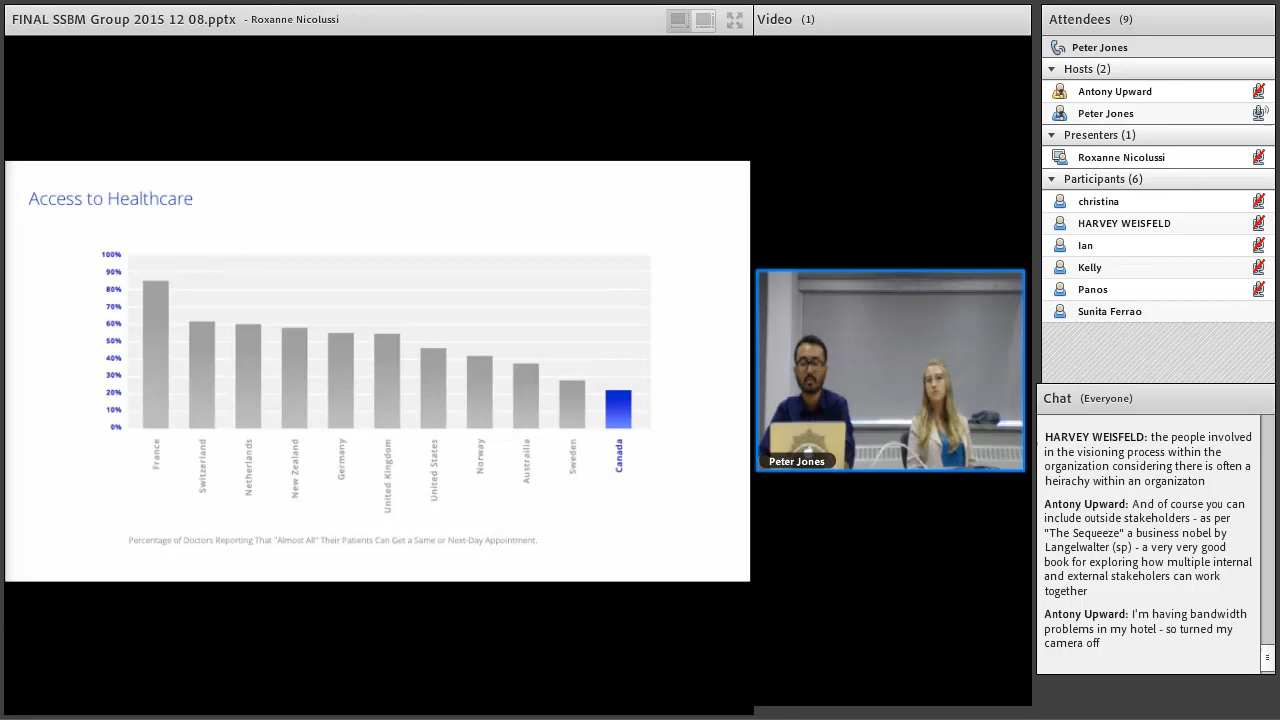 FINAL SSBM Group 2015 12 08.pptx - Roxanne Nicolussi
Access to Healthcare
100%
90%
80%
70%
60%
50%
40%
30%
20%
10%
0%
France
Switzerland
Netherlands
New Zealand
Germany
United Kingdom
United States
Norway
Austrailia
Sweden
Canada
Percentage of Doctors Reporting That "Almost All" Their Patients Can Get a Same or Next-Day Appointment.
Video (1)
Peter Jones
Attendees (9)
Peter Jones
Hosts (2)
Antony Upward
Peter Jones
Presenters (1)
Roxanne Nicolussi
Participants (6)
christina
HARVEY WEISFELD
Ian
Kelly
Panos
Sunita Ferrao
Chat (Everyone)
HARVEY WEISFELD: the people involved
in the visioning process within the
organization considering there is open a
heirachy within an organizaton
Antony Upward: And of course you can
include outside stakeholders - as per
"The Sequeeze" a business nobel by
Langelwalter (sp) - a very very good
book for exploring how multiple internal
and external stakeholers can work
together
Antony Upward: I'm having bandwidth
problems in my hotel - so turned my
camera off